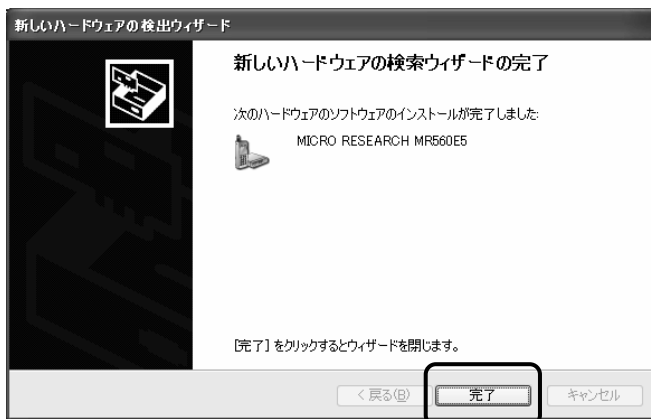 新しいハードウェアの検出ウィザード
新しいハードウェアの検索ウィザードの完了
次のハードウェアのソフトウェアのインストールが完了しました:
MICRO RESEARCH MR560E5
[完了] をクリックするとウィザードを閉じます。
< 戻る(B)
完了
キャンセル